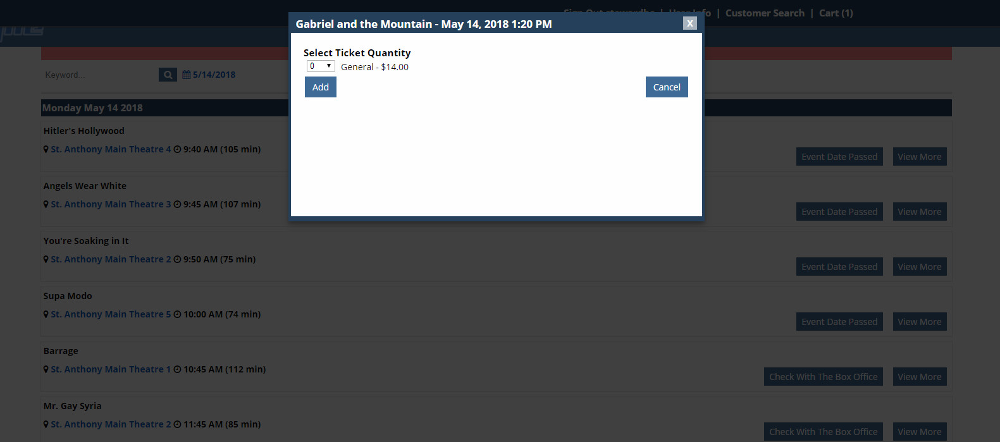 Sign Out stewardbo | User Info | Customer Search | Cart (1)
Gabriel and the Mountain - May 14, 2018 1:20 PM
X
Select Ticket Quantity
0 General - $14.00
Add Cancel
Keyword... 5/14/2018
Monday May 14 2018
Hitler's Hollywood
St. Anthony Main Theatre 4 9:40 AM (105 min)
Event Date Passed View More
Angels Wear White
St. Anthony Main Theatre 3 9:45 AM (107 min)
Event Date Passed View More
You're Soaking in It
St. Anthony Main Theatre 2 9:50 AM (75 min)
Event Date Passed View More
Supa Modo
St. Anthony Main Theatre 5 10:00 AM (74 min)
Event Date Passed View More
Barrage
St. Anthony Main Theatre 1 10:45 AM (112 min)
Check With The Box Office View More
Mr. Gay Syria
St. Anthony Main Theatre 2 11:45 AM (85 min)
Check With The Box Office View More